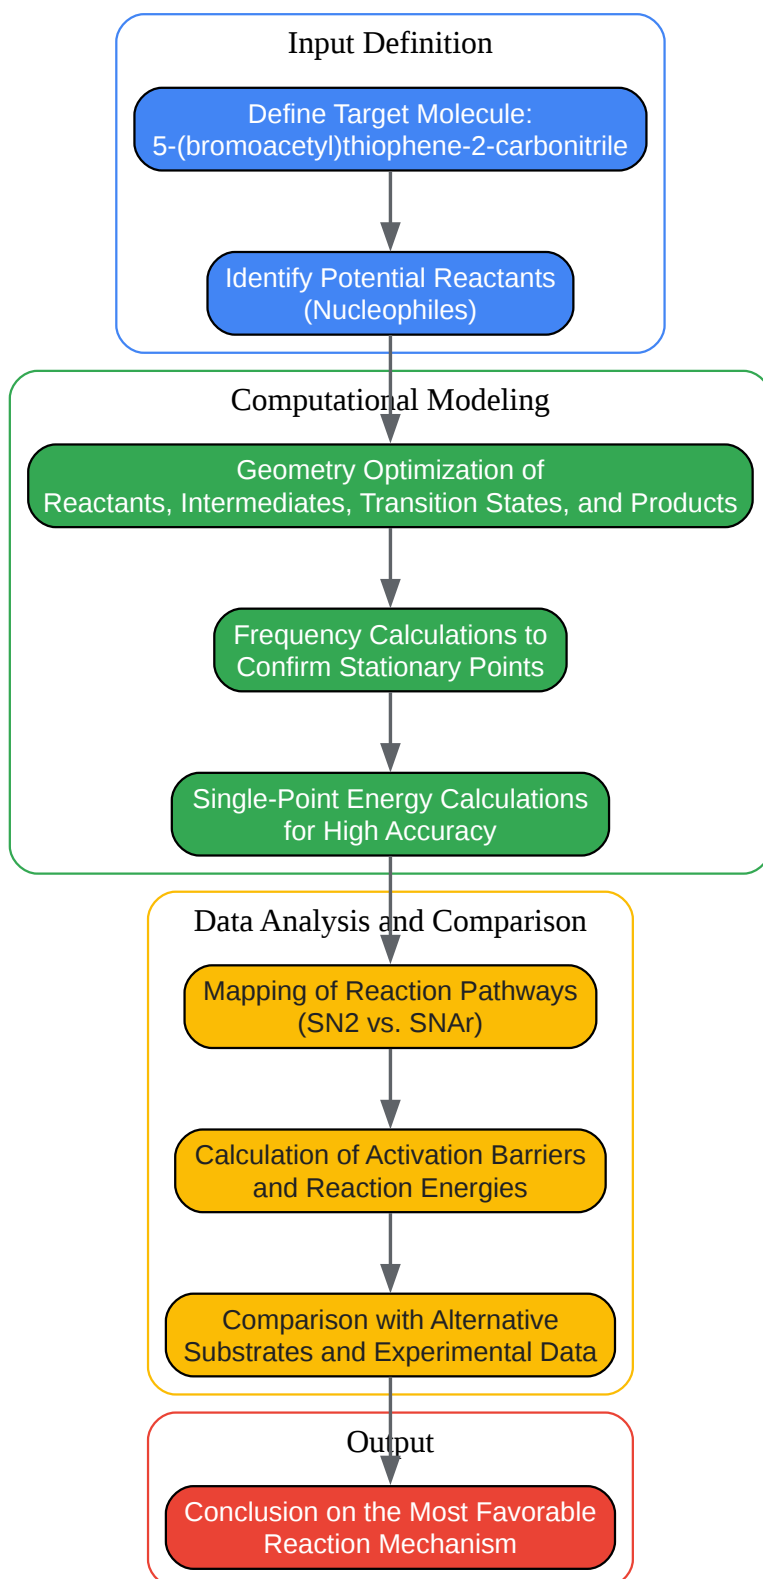 Input Definition
Define Target Molecule:
5-(bromoacetyl)thiophene-2-carbonitrile
Identify Potential Reactants
(Nucleophiles)
Computational Modeling
Geometry Optimization of
Reactants, Intermediates, Transition States, and Products
Frequency Calculations to
Confirm Stationary Points
Single-Point Energy Calculations
for High Accuracy
Data Analysis and Comparison
Mapping of Reaction Pathways
(SN2 vs. SNAr)
Calculation of Activation Barriers
and Reaction Energies
Comparison with Alternative
Substrates and Experimental Data
Output
Conclusion on the Most Favorable
Reaction Mechanism